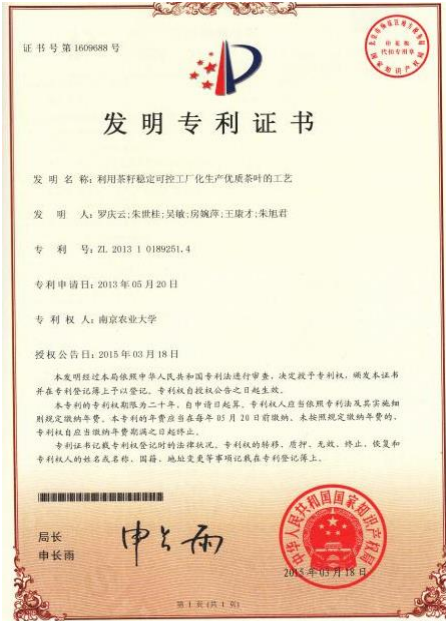 证书号第1609688号
发明专利证书
发 明 名 称：利用茶籽稳定可控工厂化生产优质茶叶的工艺
发 明 人：罗庆云;朱世桂;吴敏;房婉萍;王康才;朱旭君
专 利 号：ZL 2013 1 0189251.4
专利申请日：2013年05月20日
专 利 权 人：南京农业大学
授权公告日：2015年03月18日
本发明经过本局依照中华人民共和国专利法进行审查，决定授予专利权，颁发本证书
并在专利登记簿上予以登记。专利权自授权公告之日起生效。
本专利的专利权期限为二十年，自申请日起算。专利权人应当依照专利法及其实施细
则规定缴纳年费。本专利的年费应当在每年05月20日前缴纳。未按照规定缴纳年费的，
专利权自应当缴纳年费期满之日起终止。
专利证书记载专利权登记时的法律状况。专利权的转移、质押、无效、终止、恢复和
专利权人的姓名或名称、国籍、地址变更等事项记载在专利登记簿上。
局长
申长雨
申长雨
中华人民共和国国家知识产权局
2015年03月18日
第 1 页 (共 1 页)